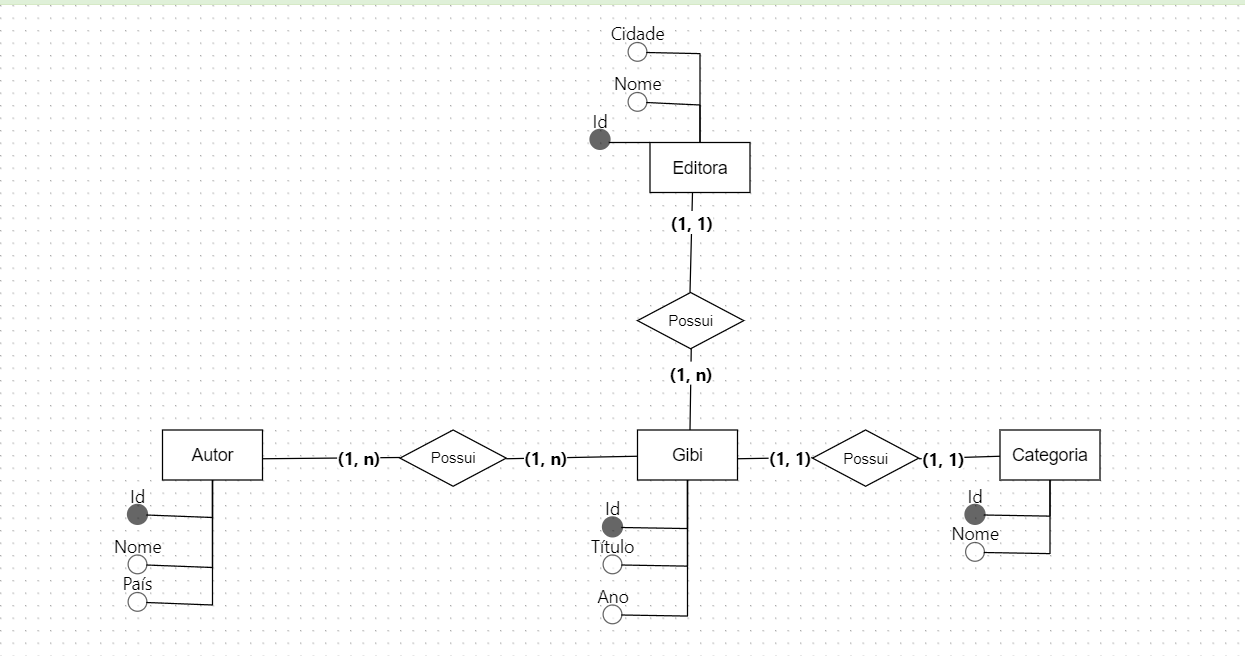 Cidade
Nome
Id
Editora
(1, 1)
Possui
(1, n)
Autor
(1, n)
Possui
(1, n)
Gibi
(1, 1)
Possui
(1, 1)
Categoria
Id
Nome
País
Id
Título
Ano
Id
Nome